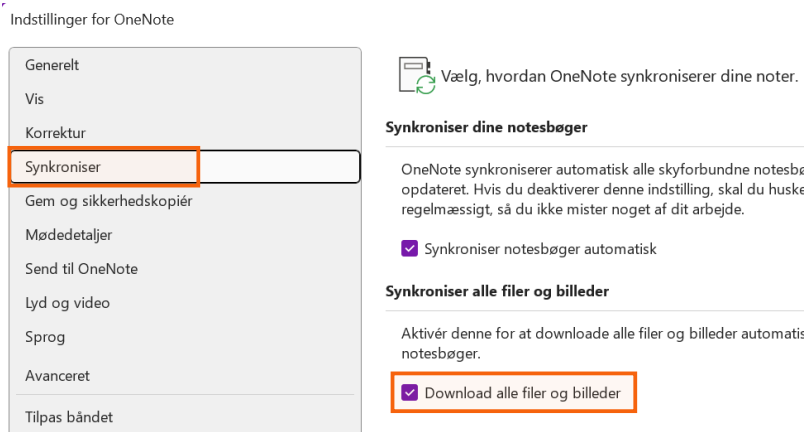 Indstillinger for OneNote
Generelt
Vis
Korrektur
Synkroniser
Gem og sikkerhedskopiér
Mødedetaljer
Send til OneNote
Lyd og video
Sprog
Avanceret
Tilpas båndet
Vælg, hvordan OneNote synkroniserer dine noter.
Synkroniser dine notesbøger
OneNote synkroniserer automatisk alle skyforbundne
opdateret. Hvis du deaktiverer denne indstilling, skal du huske
regelmæssigt, så du ikke mister noget af dit arbejde.
Synkroniser notesbøger automatisk
Synkroniser alle filer og billeder
Aktivér denne for at downloade alle filer og billeder
notesbøger.
Download alle filer og billeder